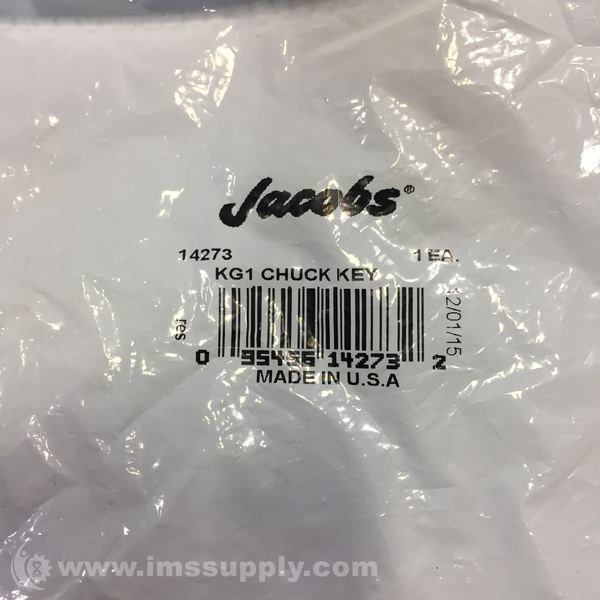 Jacobs®
14273 1 EA.
KG1 CHUCK KEY
res
12/01/15
0 95456 14273 2
MADE IN U.S.A
www.imssupply.com